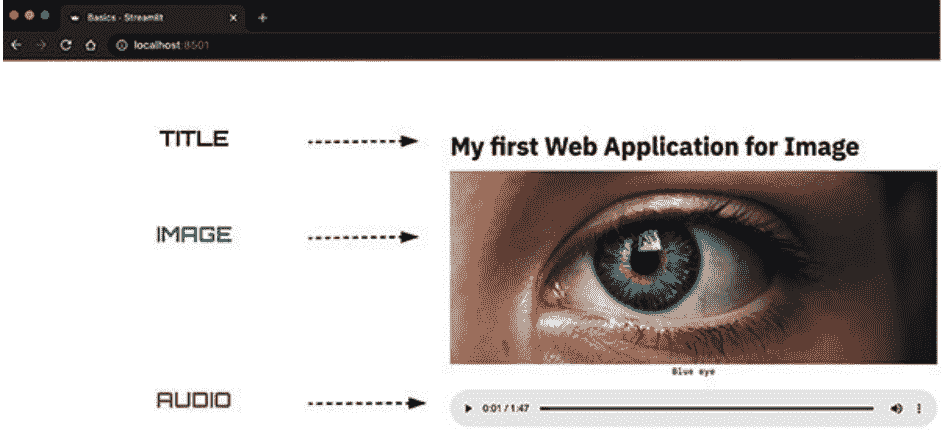 Basics · Streamlit
localhost:8501
TITLE
My first Web Application for Image
IMAGE
Blue eye
AUDIO
0:01 / 1:47